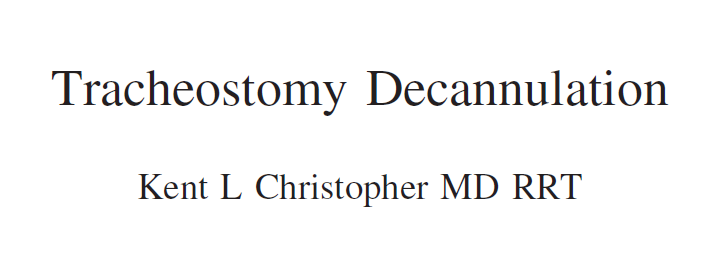 Tracheostomy Decannulation
Kent L Christopher MD RRT